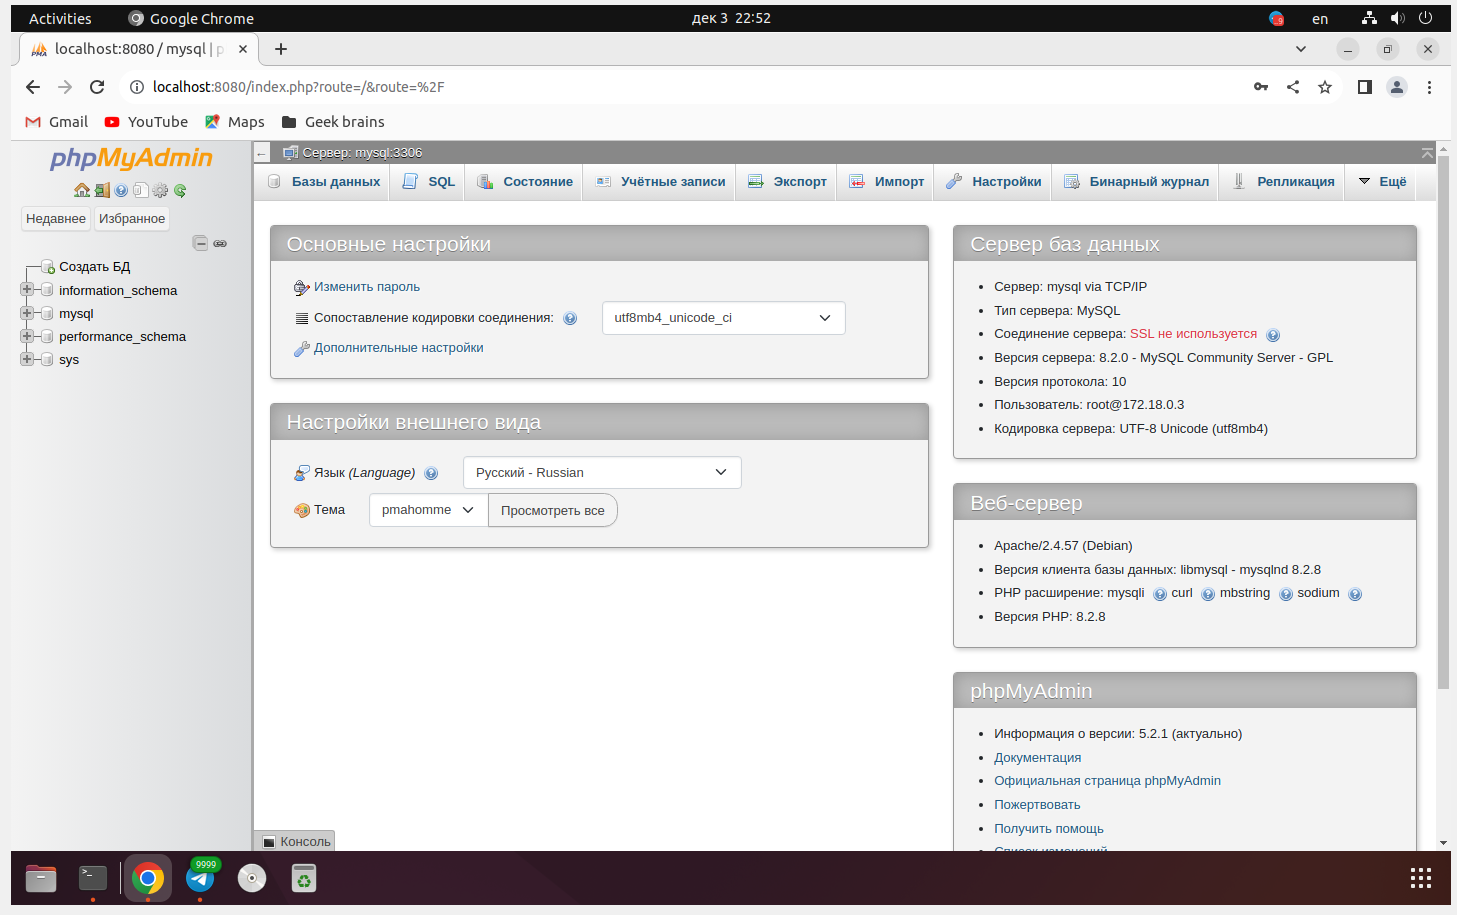 Activities Google Chrome дек 3 22:52 en
localhost:8080 / mysql | p
localhost:8080/index.php?route=/&route=%2F
Gmail YouTube Maps Geek brains
phpMyAdmin
Недавнее Избранное
Создать БД
information_schema
mysql
performance_schema
sys
Сервер: mysql:3306
Базы данных SQL Состояние Учётные записи Экспорт Импорт Настройки Бинарный журнал Репликация Ещё
Основные настройки
Изменить пароль
Сопоставление кодировки соединения: utf8mb4_unicode_ci
Дополнительные настройки
Настройки внешнего вида
Язык (Language) Русский - Russian
Тема pmahomme Просмотреть все
Сервер баз данных
Сервер: mysql via TCP/IP
Тип сервера: MySQL
Соединение сервера: SSL не используется
Версия сервера: 8.2.0 - MySQL Community Server - GPL
Версия протокола: 10
Пользователь: root@172.18.0.3
Кодировка сервера: UTF-8 Unicode (utf8mb4)
Веб-сервер
Apache/2.4.57 (Debian)
Версия клиента базы данных: libmysql - mysqlnd 8.2.8
PHP расширение: mysqli curl mbstring sodium
Версия PHP: 8.2.8
phpMyAdmin
Информация о версии: 5.2.1 (актуально)
Документация
Официальная страница phpMyAdmin
Пожертвовать
Получить помощь
Список изменений
Консоль
9999